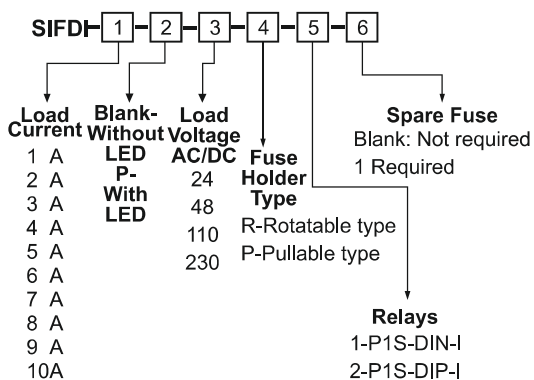 SIFDI-1-2-3-4-5-6
Load
Current
1 A
2 A
3 A
4 A
5 A
6 A
7 A
8 A
9 A
10A
Blank-
Without
LED
P-
With
LED
Load
Voltage
AC/DC
24
48
110
230
Fuse
Holder
Type
R-Rotatable type
P-Pullable type
Relays
1-P1S-DIN-I
2-P1S-DIP-I
Spare Fuse
Blank: Not required
1 Required